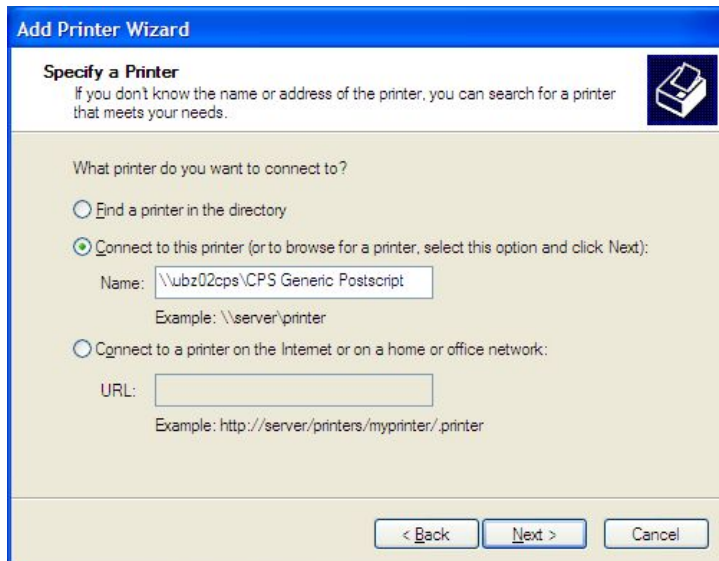 Add Printer Wizard
Specify a Printer
If you don't know the name or address of the printer, you can search for a printer
that meets your needs.
What printer do you want to connect to?
Find a printer in the directory
Connect to this printer (or to browse for a printer, select this option and click Next):
Name: \\ubz02cps\CPS Generic Postscript
Example: \\server\printer
Connect to a printer on the Internet or on a home or office network:
URL:
Example: http://server/printers/myprinter/.printer
< Back Next > Cancel